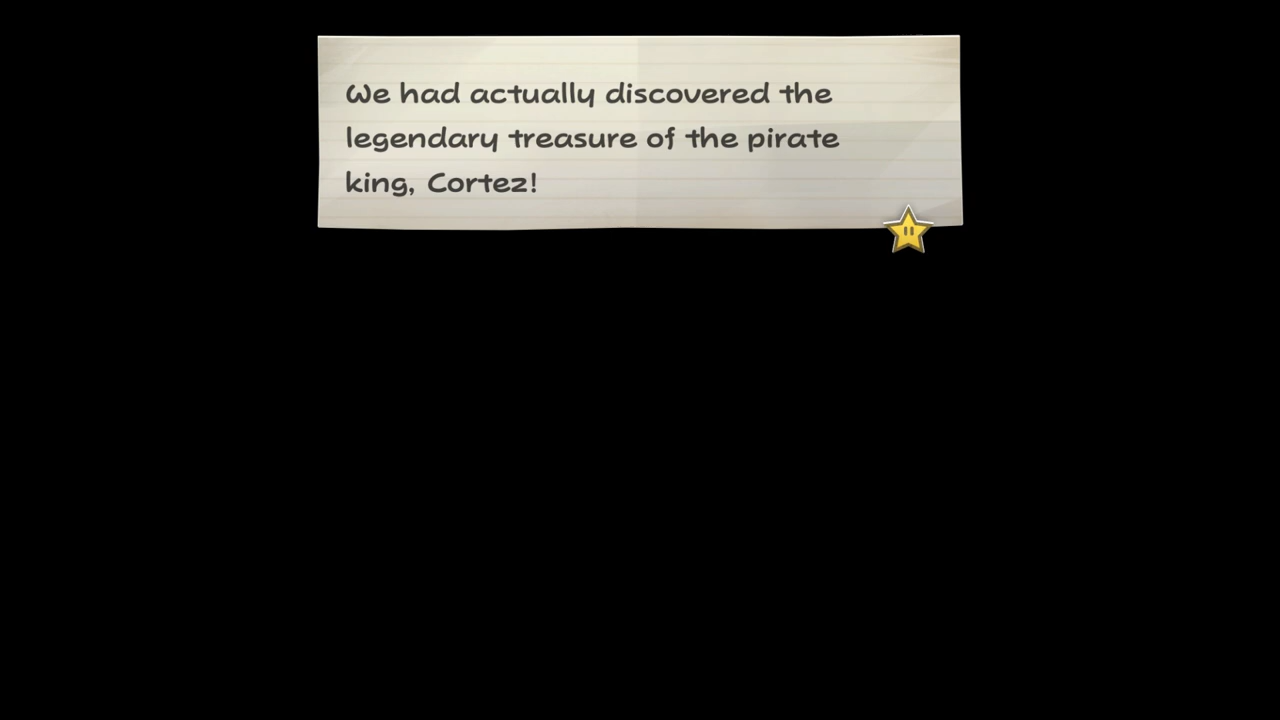 We had actually discovered the
legendary treasure of the pirate
king, Cortez!